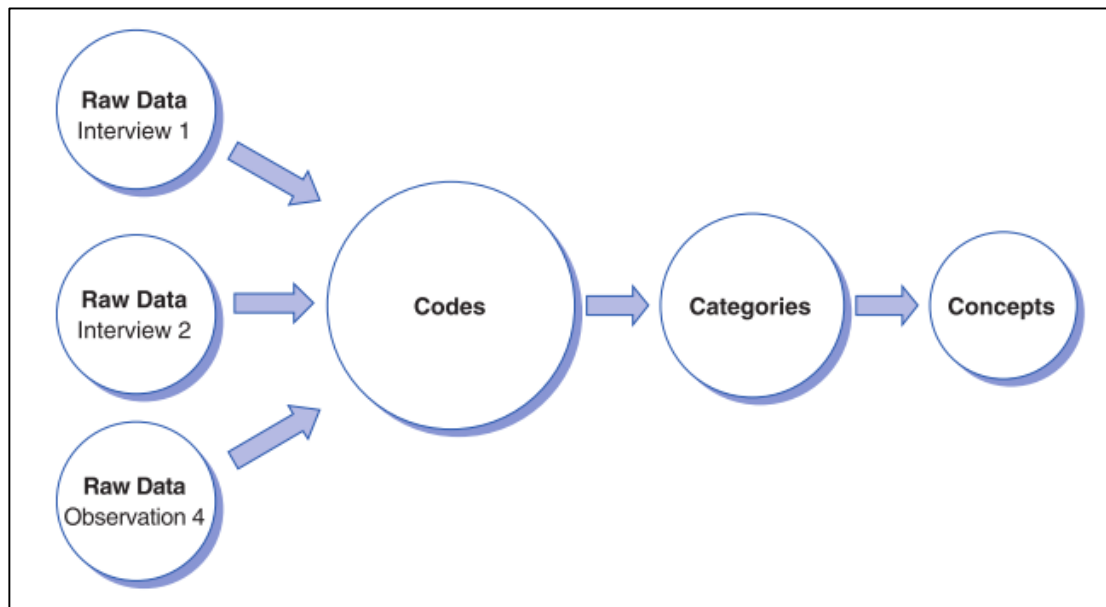 Raw Data
Interview 1
Raw Data
Interview 2
Raw Data
Observation 4
Codes
Categories
Concepts